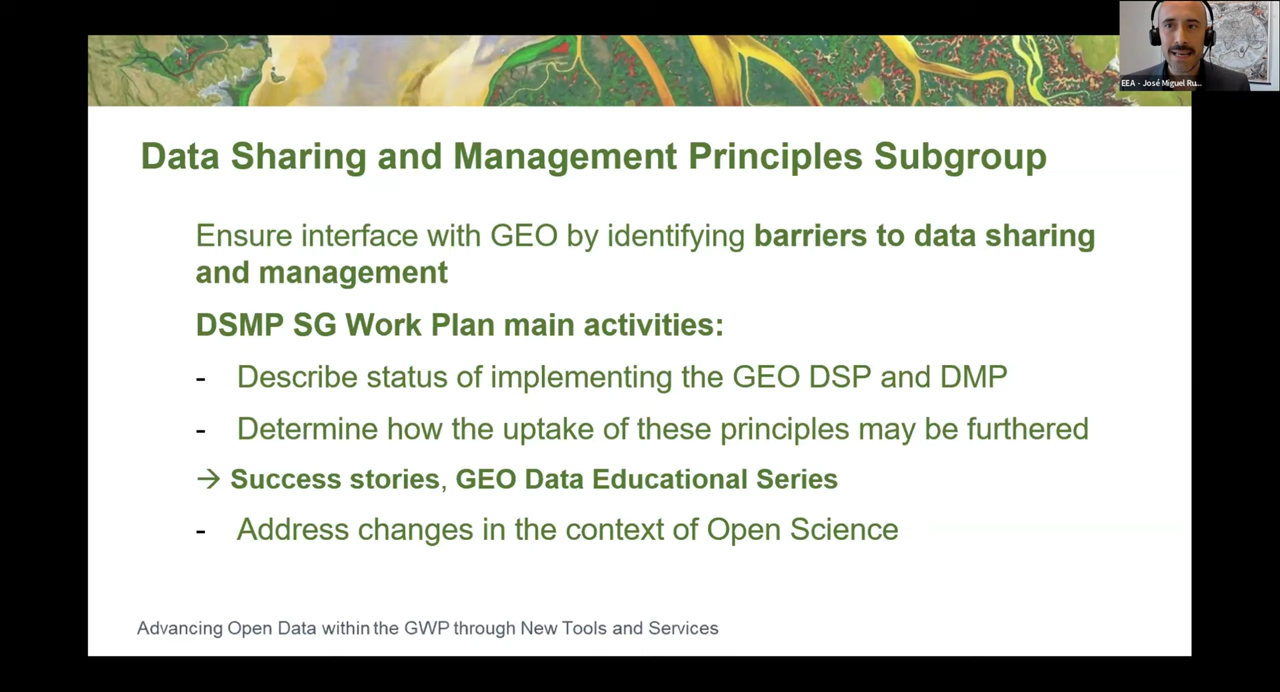 EEA - José Miguel Ru...
Data Sharing and Management Principles Subgroup
Ensure interface with GEO by identifying barriers to data sharing
and management
DSMP SG Work Plan main activities:
- Describe status of implementing the GEO DSP and DMP
- Determine how the uptake of these principles may be furthered
→ Success stories, GEO Data Educational Series
- Address changes in the context of Open Science
Advancing Open Data within the GWP through New Tools and Services